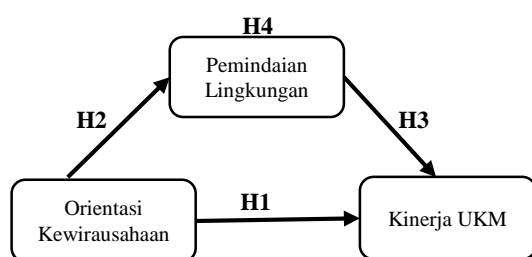 H4
Pemindaian
Lingkungan
H2
H3
Orientasi
Kewirausahaan
H1
Kinerja UKM